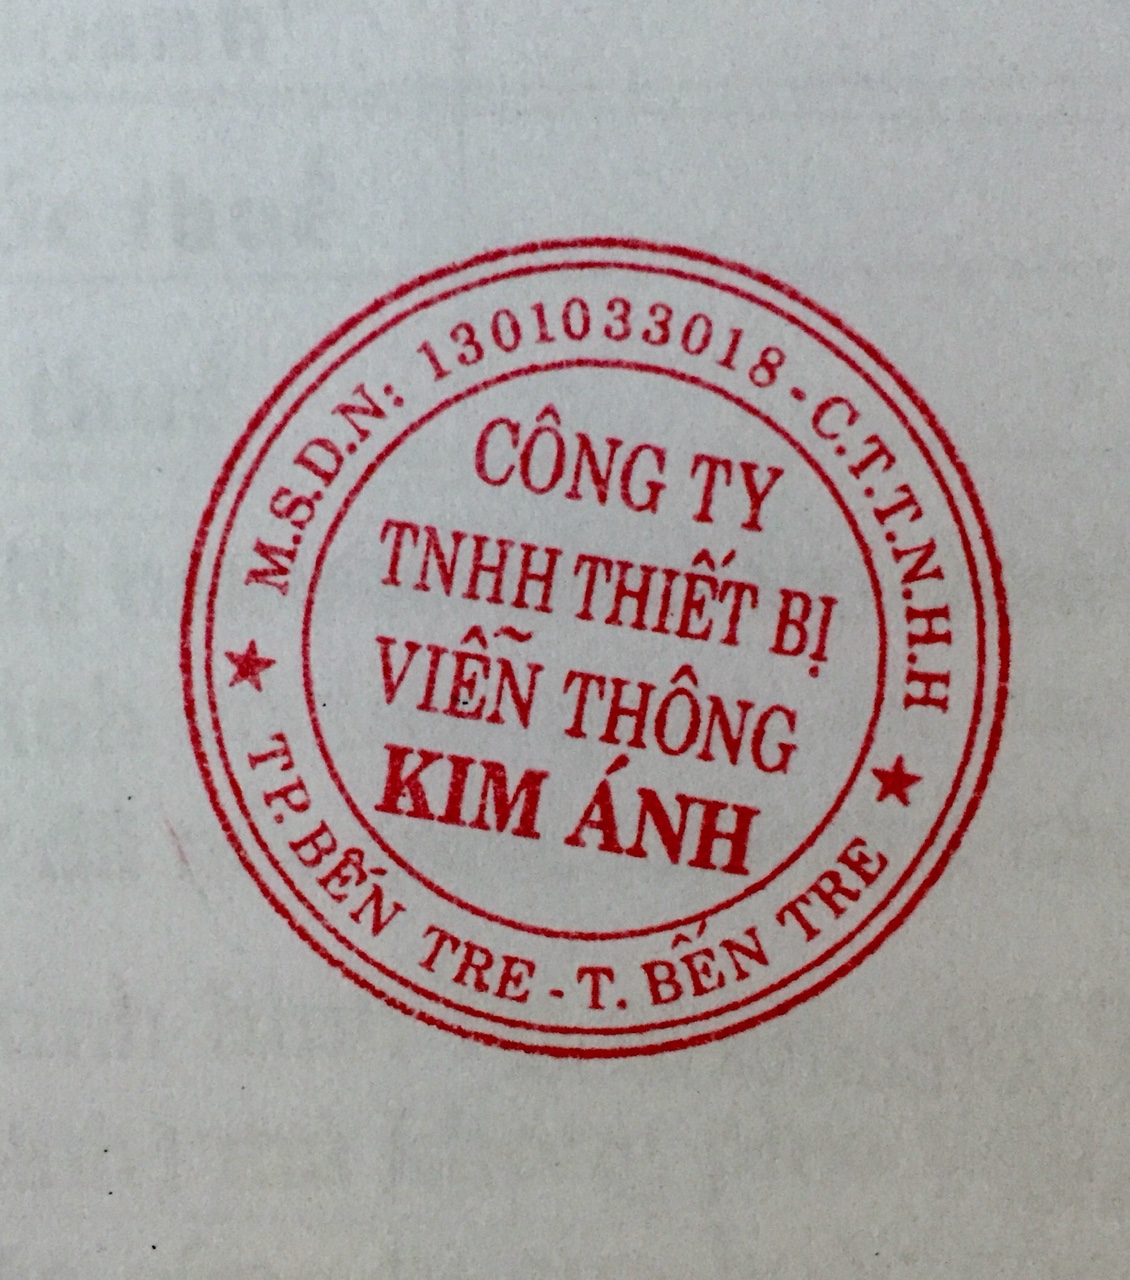 M.S.D.N: 1301033018-C.T.T.N.H.H
CÔNG TY
TNHH THIẾT BỊ
VIỄN THÔNG
KIM ÁNH
★ TP. BẾN TRE - T. BẾN TRE ★